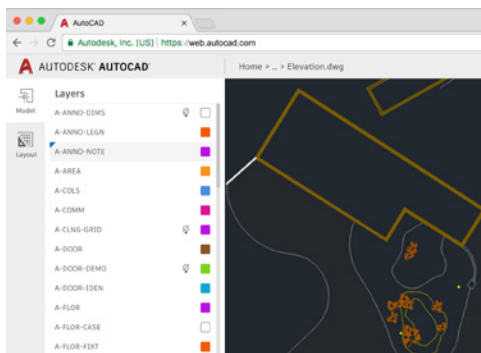 AutoCAD
Autodesk, Inc. [US] | https://web.autocad.com
AUTODESK® AUTOCAD®
Home > ... > Elevation.dwg
Model
Layout
Layers
A-ANNO-DIMS
A-ANNO-LEGN
A-ANNO-NOTE
A-AREA
A-COLS
A-COMM
A-CLNG-GRID
A-DOOR
A-DOOR-DEMO
A-DOOR-IDEN
A-FLOR
A-FLOR-CASE
A-FLOR-FIXT